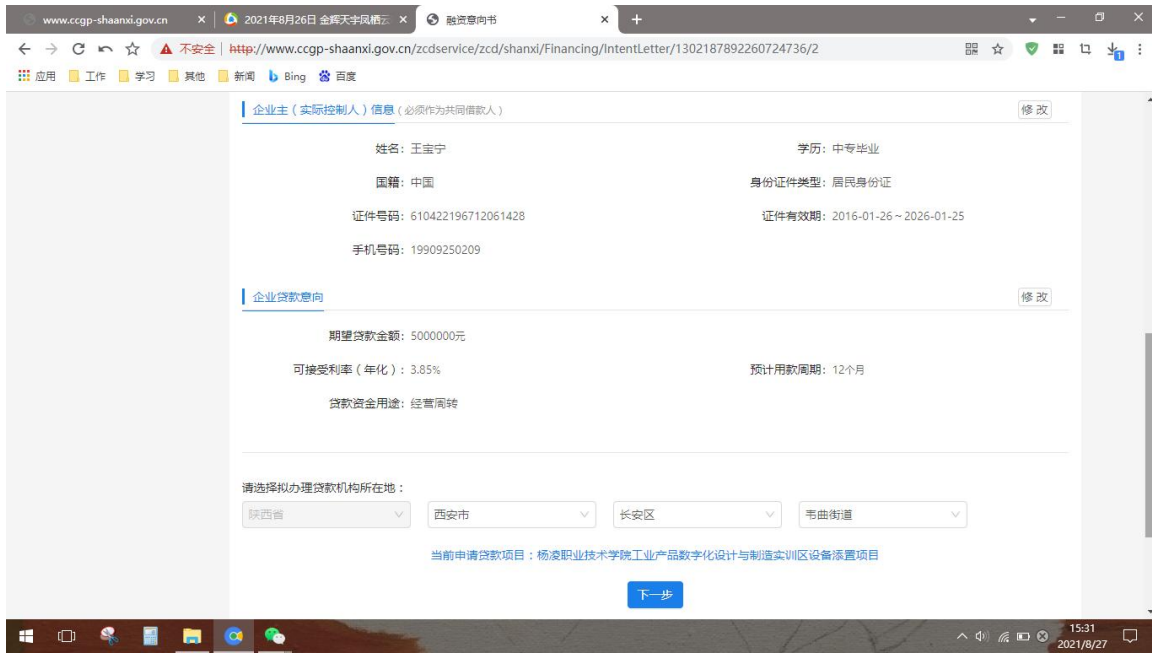 www.ccgp-shaanxi.gov.cn
2021年8月26日 金辉天宇凤栖云
融资意向书
不安全 http://www.ccgp-shaanxi.gov.cn/zcdservice/zcd/shanxi/Financing/IntentLetter/1302187892260724736/2
应用 工作 学习 其他 新闻 Bing 百度
企业主（实际控制人）信息（必须作为共同借款人） 修 改
姓名：王宝宁 学历：中专毕业
国籍：中国 身份证件类型：居民身份证
证件号码：610422196712061428 证件有效期：2016-01-26 ~ 2026-01-25
手机号码：19909250209
企业贷款意向 修 改
期望贷款金额：5000000元
可接受利率（年化）：3.85% 预计用款周期：12个月
贷款资金用途：经营周转
请选择拟办理贷款机构所在地：
陕西省 西安市 长安区 韦曲街道
当前申请贷款项目：杨凌职业技术学院工业产品数字化设计与制造实训区设备添置项目
下一步
15:31
2021/8/27